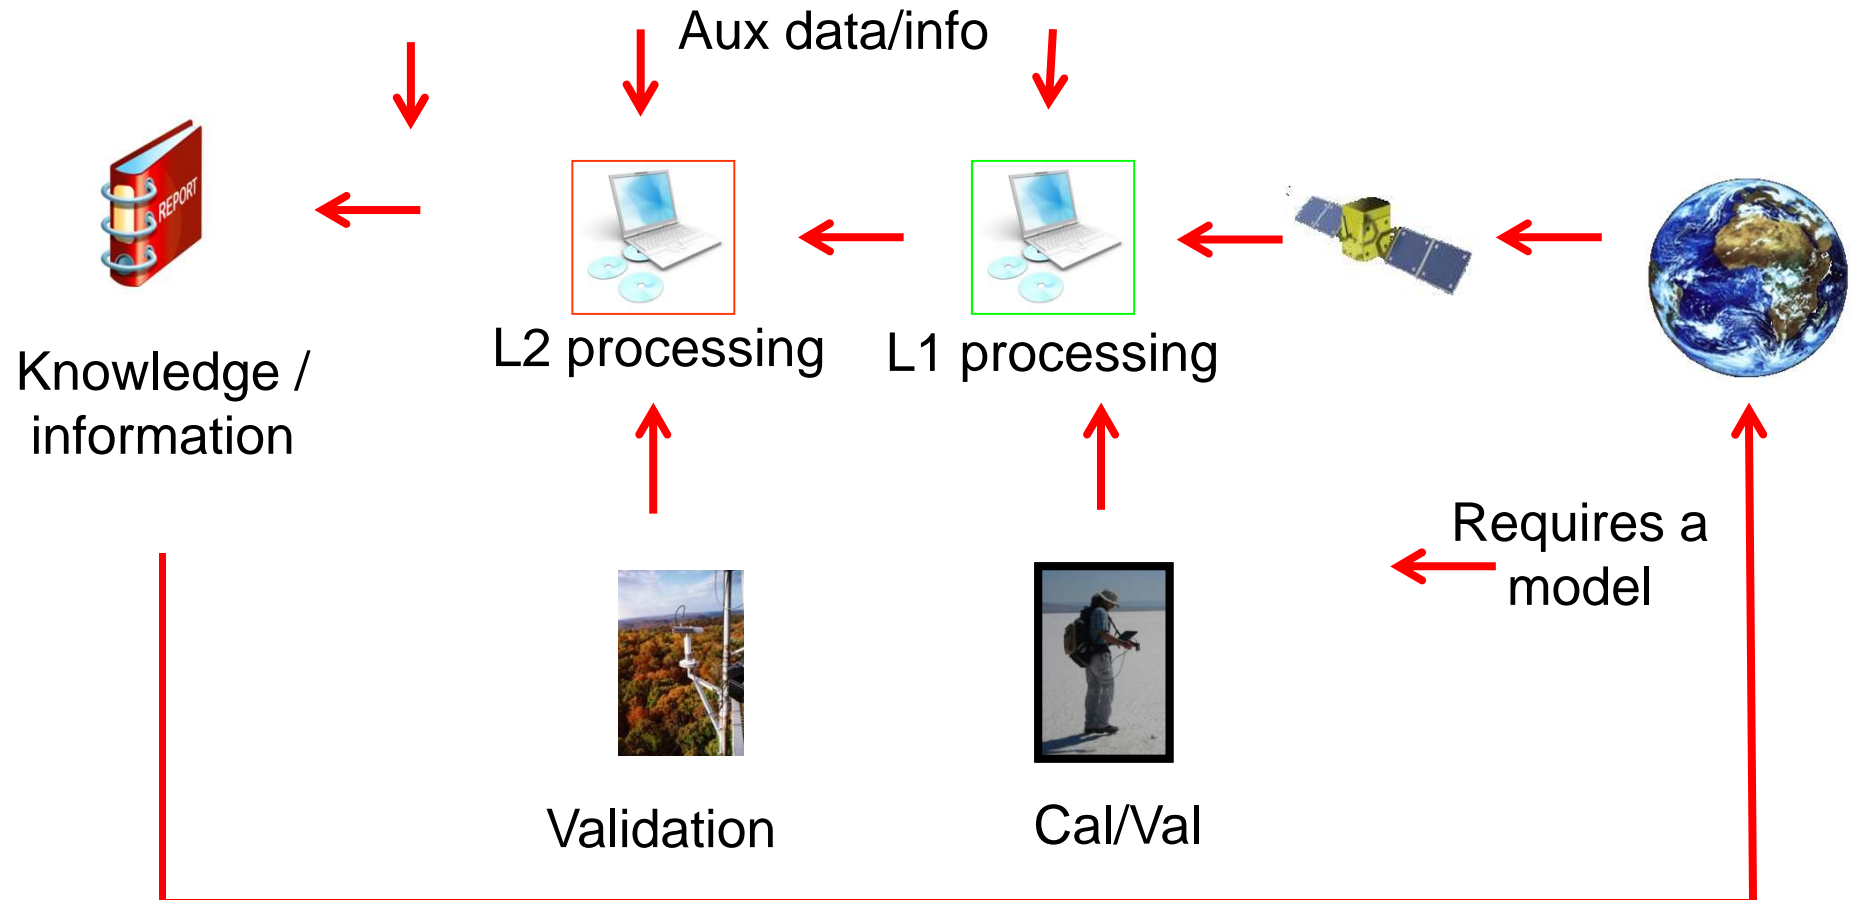 Aux data/info
REPORT
L2 processing
L1 processing
Knowledge /
information
Requires a
model
Validation
Cal/Val